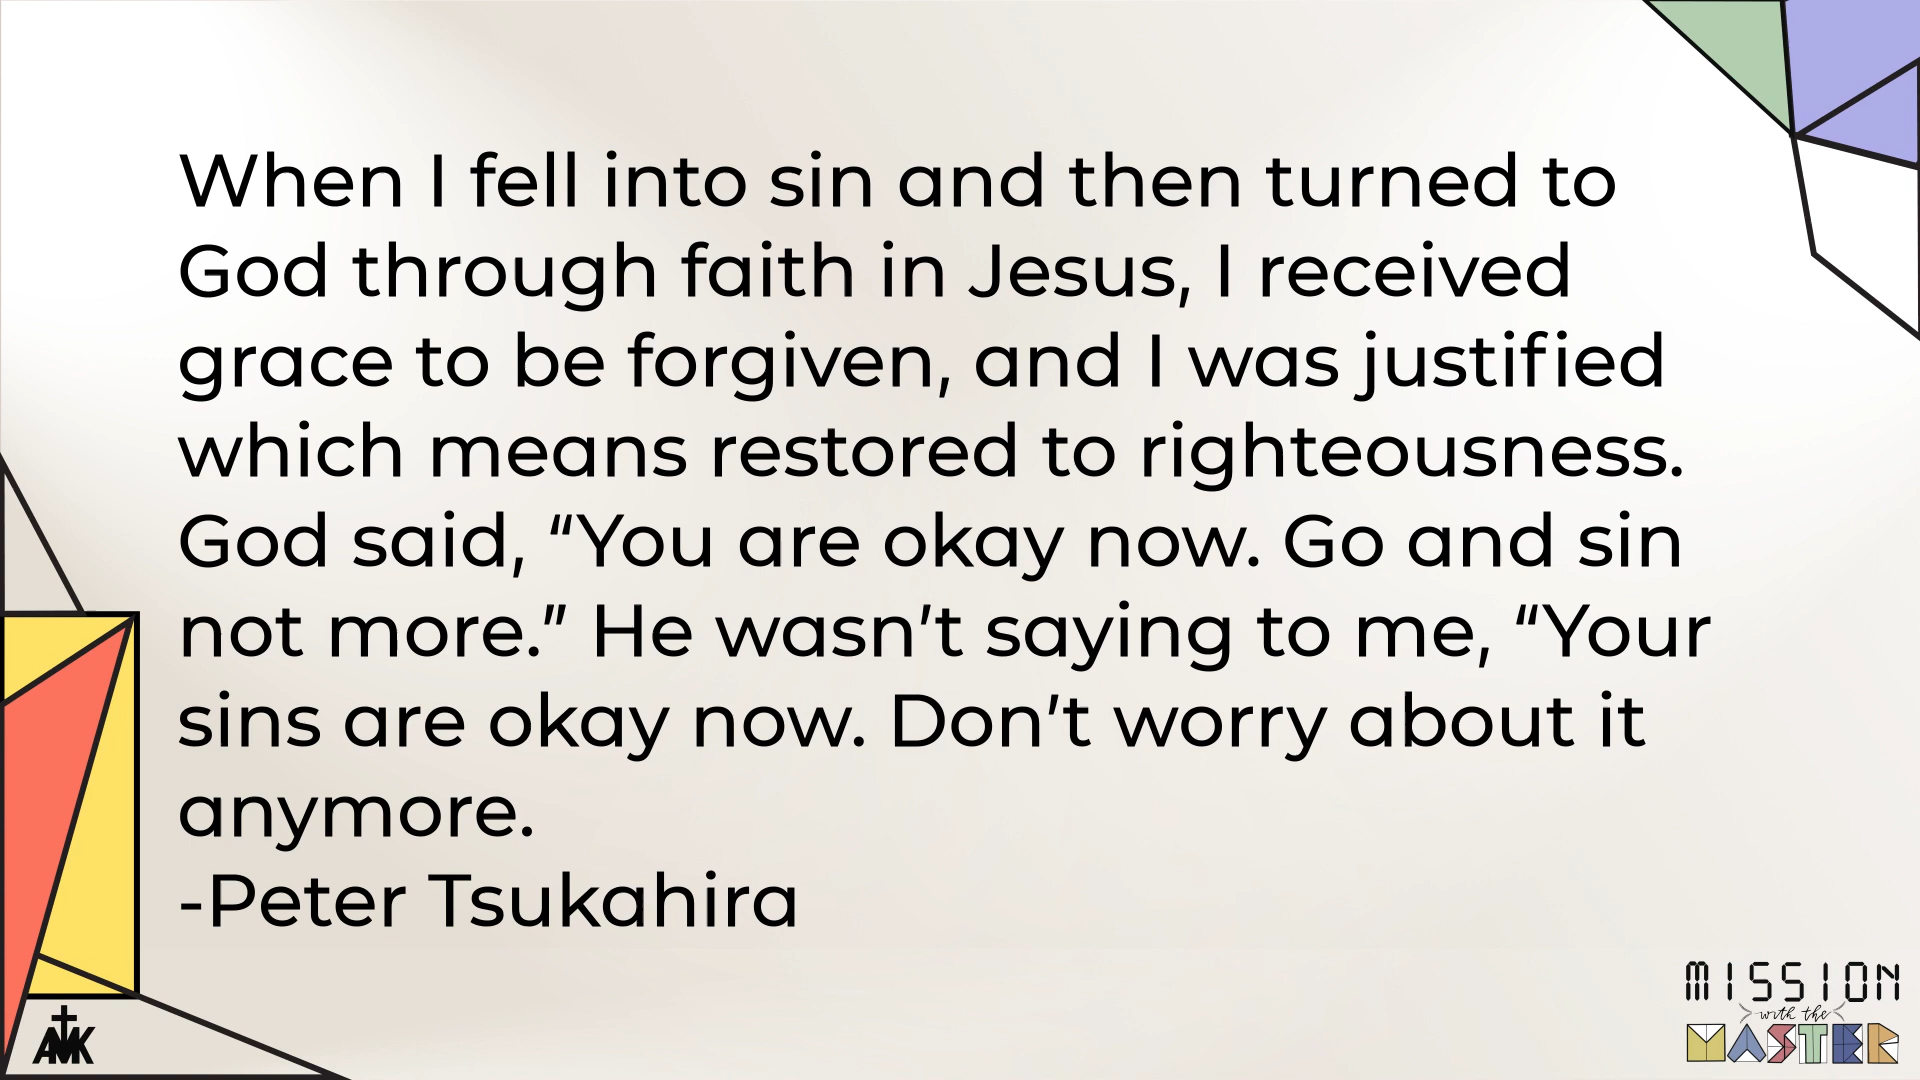 When I fell into sin and then turned to
God through faith in Jesus, I received
grace to be forgiven, and I was justified
which means restored to righteousness.
God said, “You are okay now. Go and sin
not more.” He wasn’t saying to me, “Your
sins are okay now. Don’t worry about it
anymore.
-Peter Tsukahira
AMK
MISSION
with the
MASTER